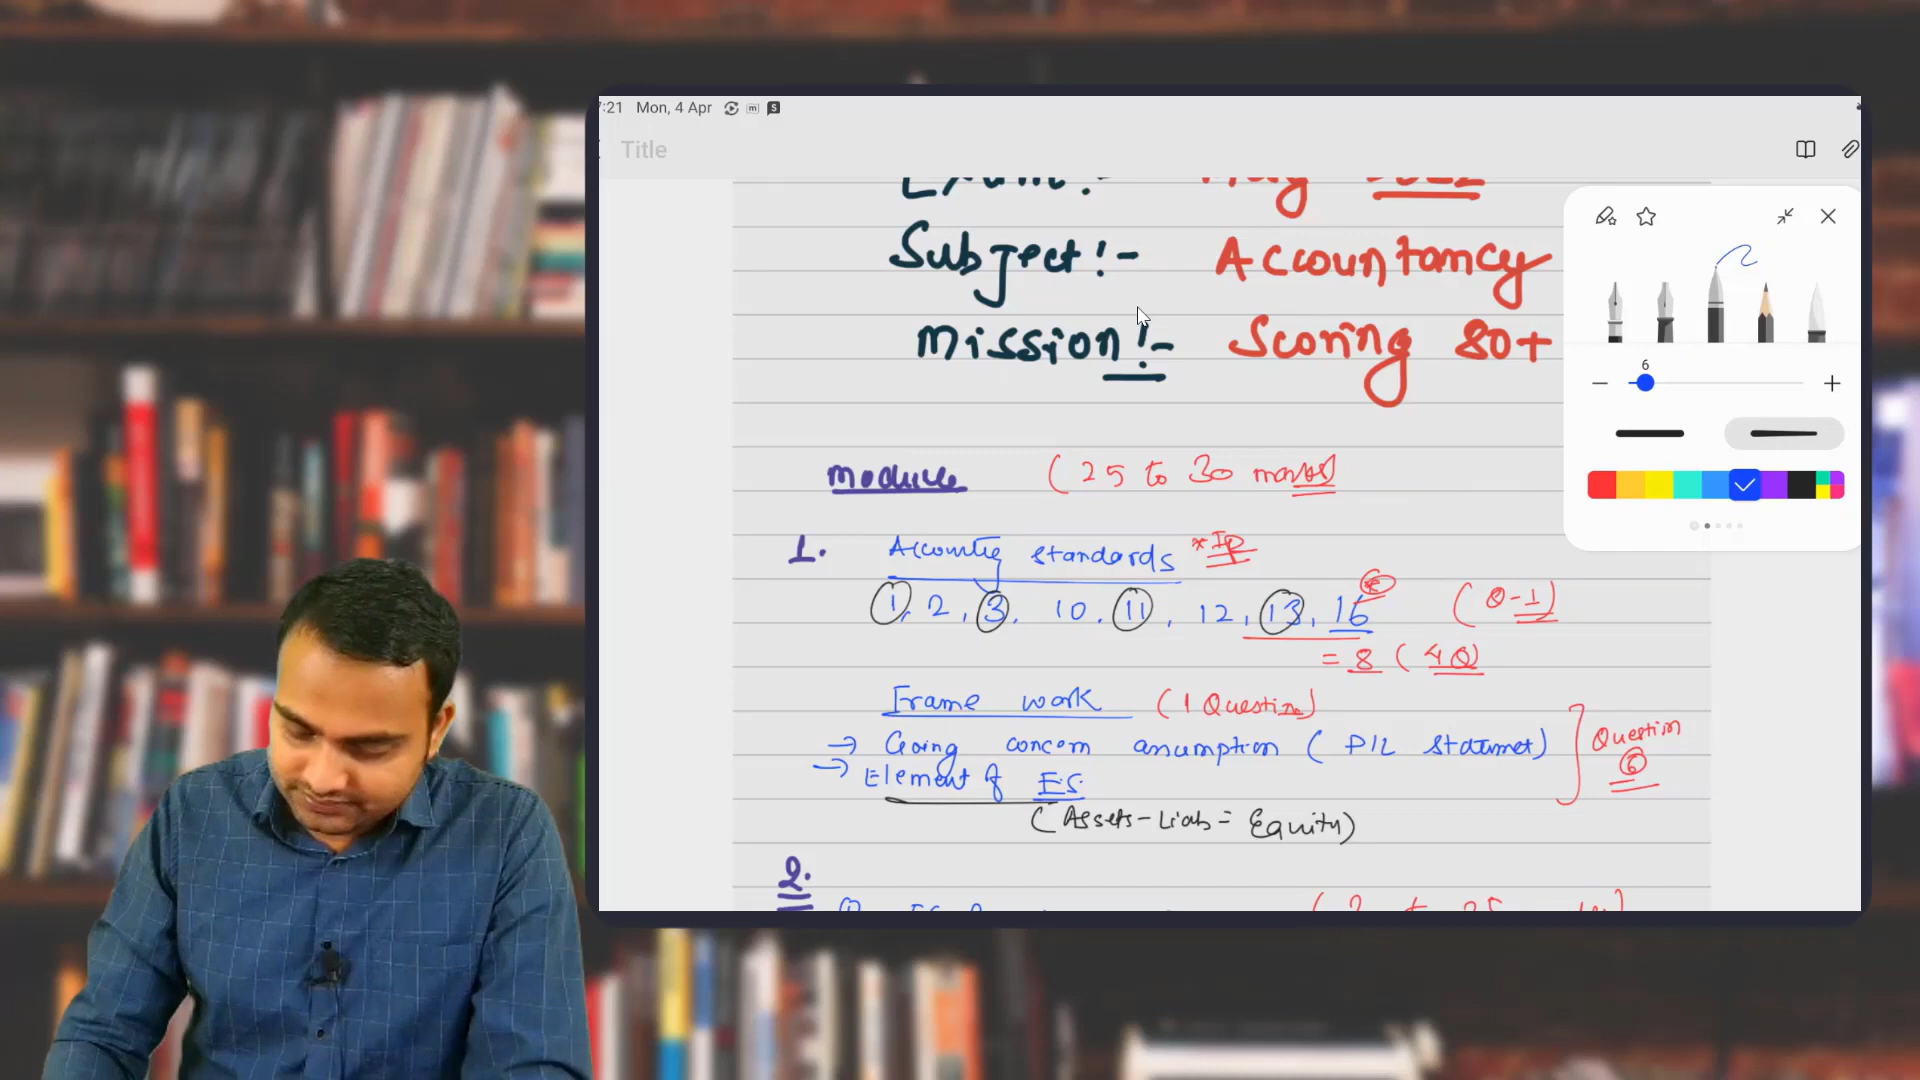 7:21 Mon, 4 Apr
Title
Subject:- Accountancy
Mission:- Scoring 80+
6
Module (25 to 30 marks)
1. Accounting standards *IP
1, 2, 3, 10, 11, 12, 13, 16 (Q-1)
= 8 (4Q)
Frame work (1 Question)
→ Going concern assumption (P/L statement)
→ Element of F.S.
Question 6
(Assets-Liab = Equity)
2.